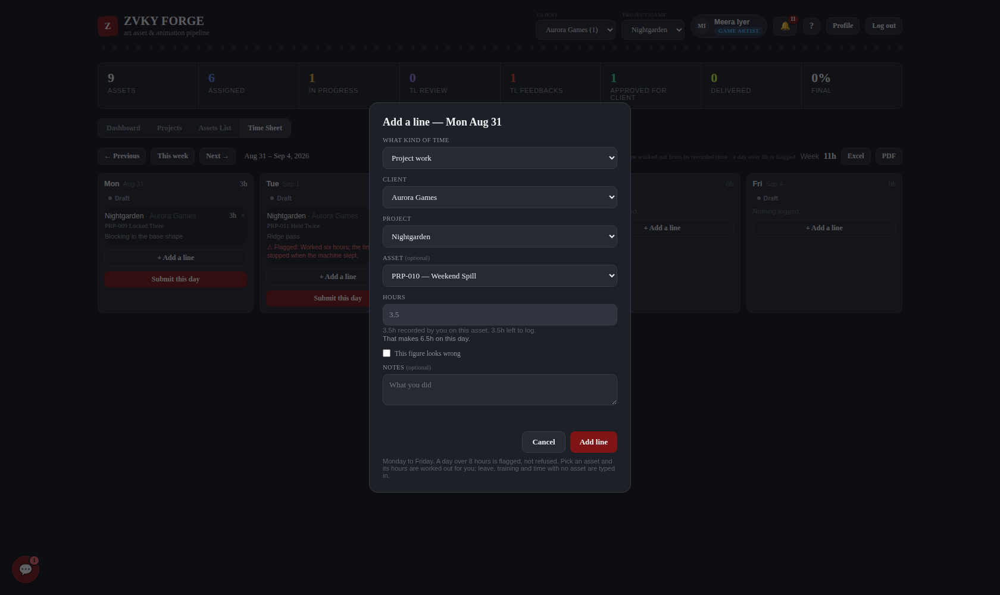 CLIENT
PROJECT/GAME
Z
ZVKY FORGE
art asset & animation pipeline
Aurora Games (1)
Nightgarden
MI
Meera Iyer
GAME ARTIST
11
?
Profile
Log out
9
ASSETS
6
ASSIGNED
1
IN PROGRESS
0
TL REVIEW
1
TL FEEDBACKS
1
APPROVED FOR
CLIENT
0
DELIVERED
0%
FINAL
Dashboard
Projects
Assets List
Time Sheet
← Previous
This week
Next →
Aug 31 – Sep 4, 2026
worked out from its recorded time · a day over 8h is flagged
Week 11h
Excel
PDF
Mon Aug 31
3h
Draft
Nightgarden · Aurora Games
3h ×
PRP-009 Locked Three
Blocking in the base shape
+ Add a line
Submit this day
Tue Sep 1
Draft
Nightgarden · Aurora Games
PRP-011 Held Twice
Ridge pass
⚠ Flagged: Worked six hours; the
stopped when the machine slept.
+ Add a line
Submit this day
0h
+ Add a line
Fri Sep 4
0h
Draft
Nothing logged.
+ Add a line
Add a line — Mon Aug 31
WHAT KIND OF TIME
Project work
CLIENT
Aurora Games
PROJECT
Nightgarden
ASSET (optional)
PRP-010 — Weekend Spill
HOURS
3.5
3.5h recorded by you on this asset. 3.5h left to log.
That makes 6.5h on this day.
This figure looks wrong
NOTES (optional)
What you did
Cancel
Add line
Monday to Friday. A day over 8 hours is flagged, not refused. Pick an asset and
its hours are worked out for you; leave, training and time with no asset are typed
in.
1